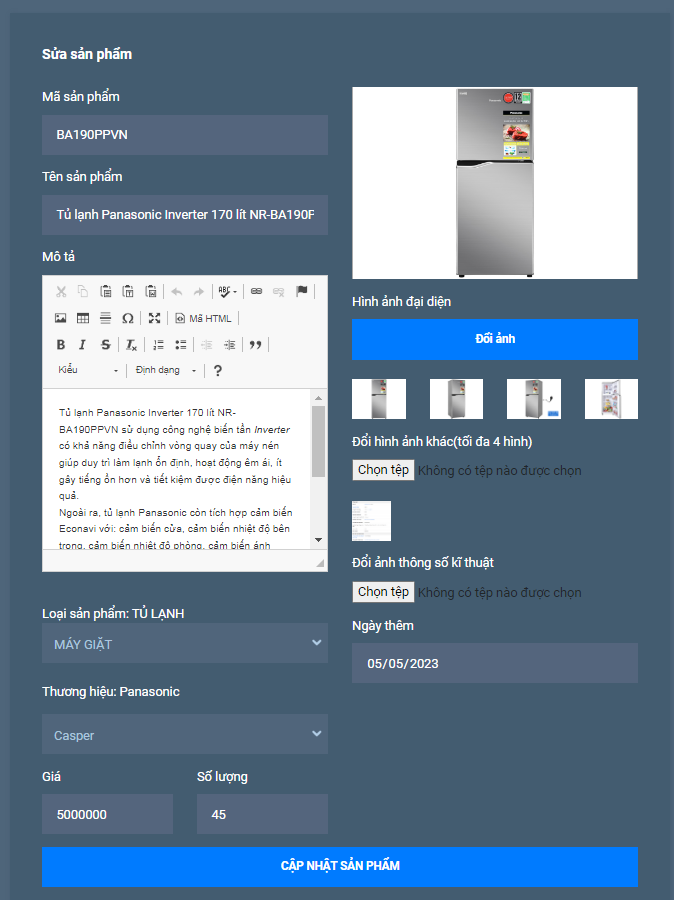 Sửa sản phẩm
Mã sản phẩm
BA190PPVN
Tên sản phẩm
Tủ lạnh Panasonic Inverter 170 lít NR-BA190P
Mô tả
Mã HTML
Kiểu
Định dạng
Tủ lạnh Panasonic Inverter 170 lít NR-
BA190PPVN sử dụng công nghệ biến tần Inverter
có khả năng điều chỉnh vòng quay của máy nén
giúp duy trì làm lạnh ổn định, hoạt động êm ái, ít
gây tiếng ồn hơn và tiết kiệm được điện năng hiệu
quả.
Ngoài ra, tủ lạnh Panasonic còn tích hợp cảm biến
Econavi với: cảm biến cửa, cảm biến nhiệt độ bên
trong, cảm biến nhiệt độ phòng, cảm biến ánh
Loại sản phẩm: TỦ LẠNH
MÁY GIẶT
Thương hiệu: Panasonic
Casper
Giá
Số lượng
5000000
45
Hình ảnh đại diện
Đổi ảnh
Đổi hình ảnh khác(tối đa 4 hình)
Chọn tệp Không có tệp nào được chọn
Đổi ảnh thông số kĩ thuật
Chọn tệp Không có tệp nào được chọn
Ngày thêm
05/05/2023
CẬP NHẬT SẢN PHẨM